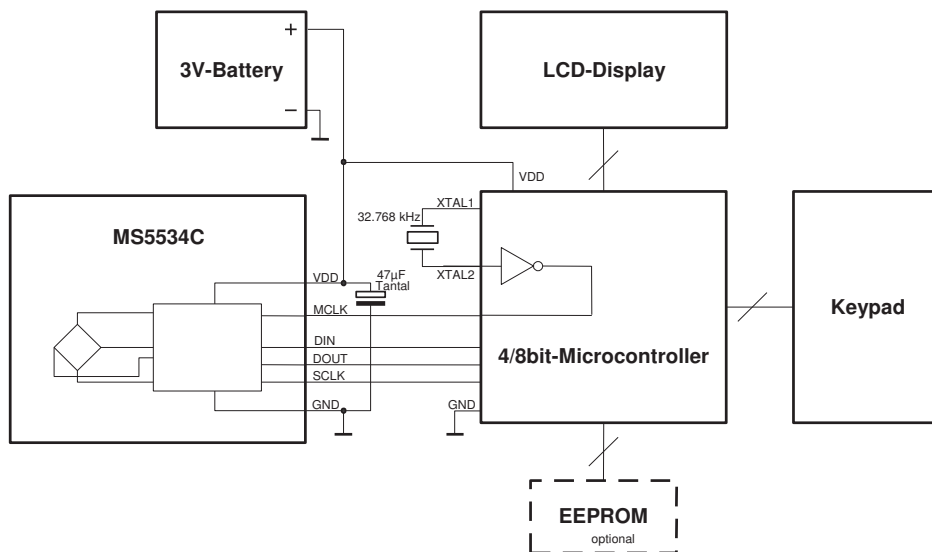 +
3V-Battery
−
LCD-Display
VDD
XTAL1
32.768 kHz
XTAL2
MS5534C
VDD
47µF
Tantal
MCLK
DIN
DOUT
SCLK
GND
GND
4/8bit-Microcontroller
Keypad
EEPROM
optional